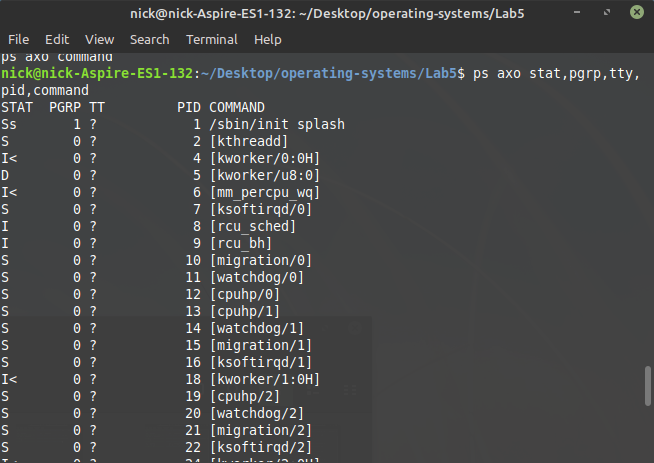 nick@nick-Aspire-ES1-132: ~/Desktop/operating-systems/Lab5
File Edit View Search Terminal Help
ps axo command
nick@nick-Aspire-ES1-132:~/Desktop/operating-systems/Lab5$ ps axo stat,pgrp,tty,
pid,command
STAT  PGRP TT         PID COMMAND
Ss       1 ?          1 /sbin/init splash
S        0 ?          2 [kthreadd]
I<       0 ?          4 [kworker/0:0H]
D        0 ?          5 [kworker/u8:0]
I<       0 ?          6 [mm_percpu_wq]
S        0 ?          7 [ksoftirqd/0]
I        0 ?          8 [rcu_sched]
I        0 ?          9 [rcu_bh]
S        0 ?         10 [migration/0]
S        0 ?         11 [watchdog/0]
S        0 ?         12 [cpuhp/0]
S        0 ?         13 [cpuhp/1]
S        0 ?         14 [watchdog/1]
S        0 ?         15 [migration/1]
S        0 ?         16 [ksoftirqd/1]
I<       0 ?         18 [kworker/1:0H]
S        0 ?         19 [cpuhp/2]
S        0 ?         20 [watchdog/2]
S        0 ?         21 [migration/2]
S        0 ?         22 [ksoftirqd/2]
I<       0 ?         24 [kworker/2:0H]